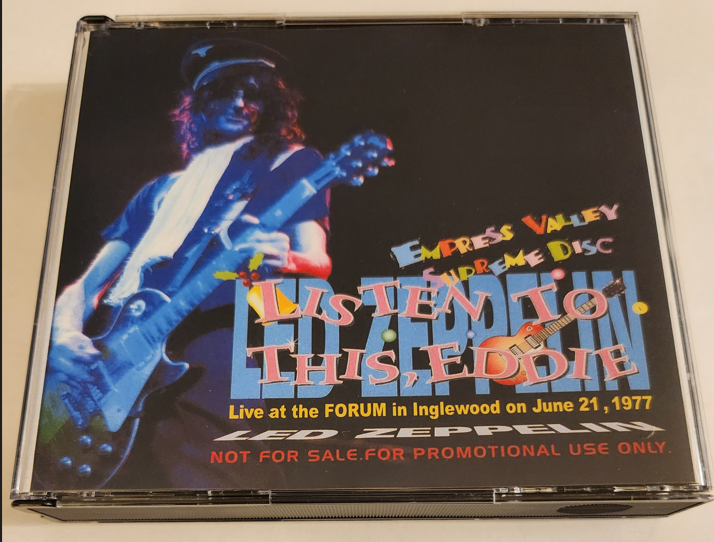 EMPRESS VALLEY
SUPREME DISC
LED ZEPPELIN
LISTEN TO
THIS, EDDIE
Live at the FORUM in Inglewood on June 21, 1977
LED ZEPPELIN
NOT FOR SALE.FOR PROMOTIONAL USE ONLY.